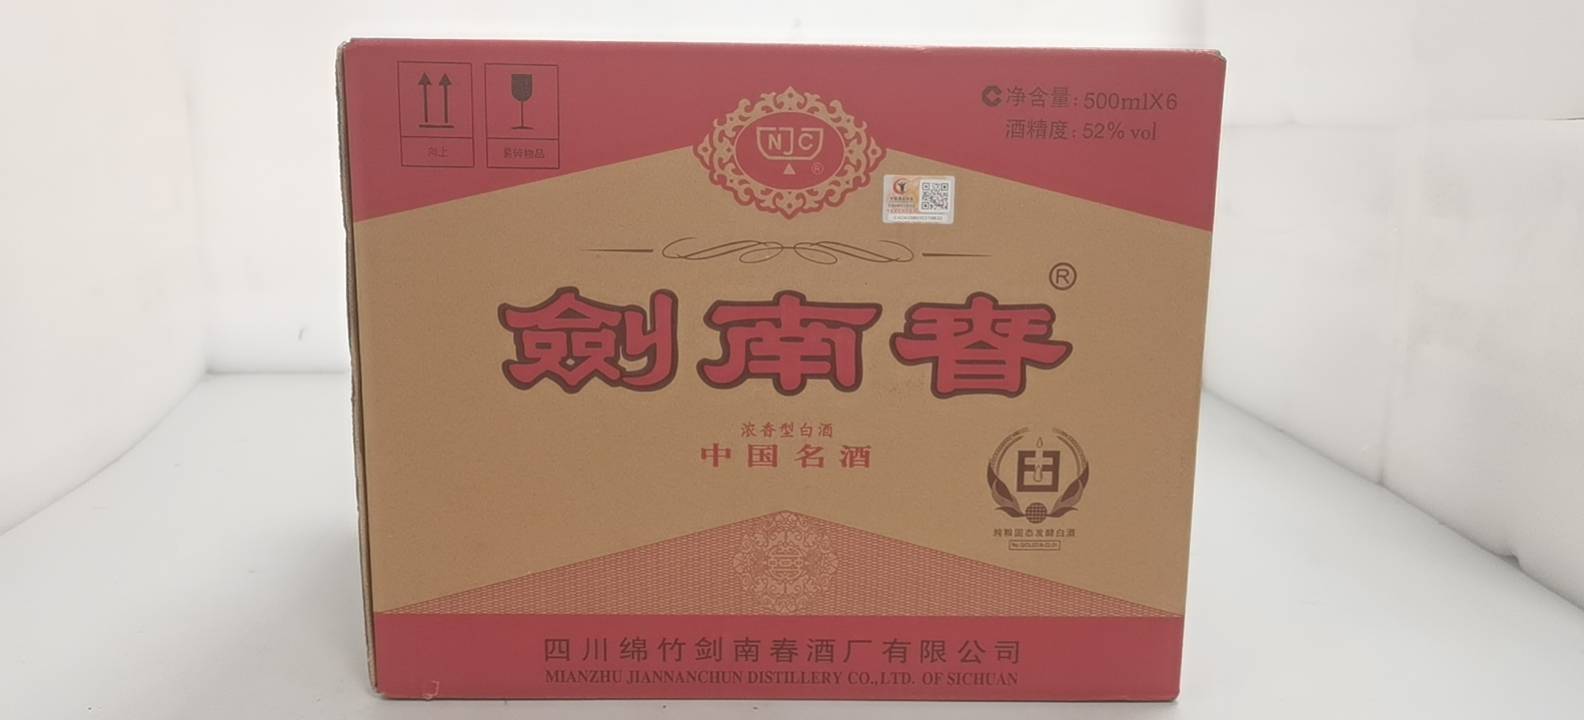 净含量:500mlX6
酒精度:52%vol
向上
易碎物品
NJC
®
®
劍南春
浓香型白酒
中国名酒
纯粮固态发酵白酒
四川绵竹剑南春酒厂有限公司
MIANZHU JIANNANCHUN DISTILLERY CO.,LTD. OF SICHUAN